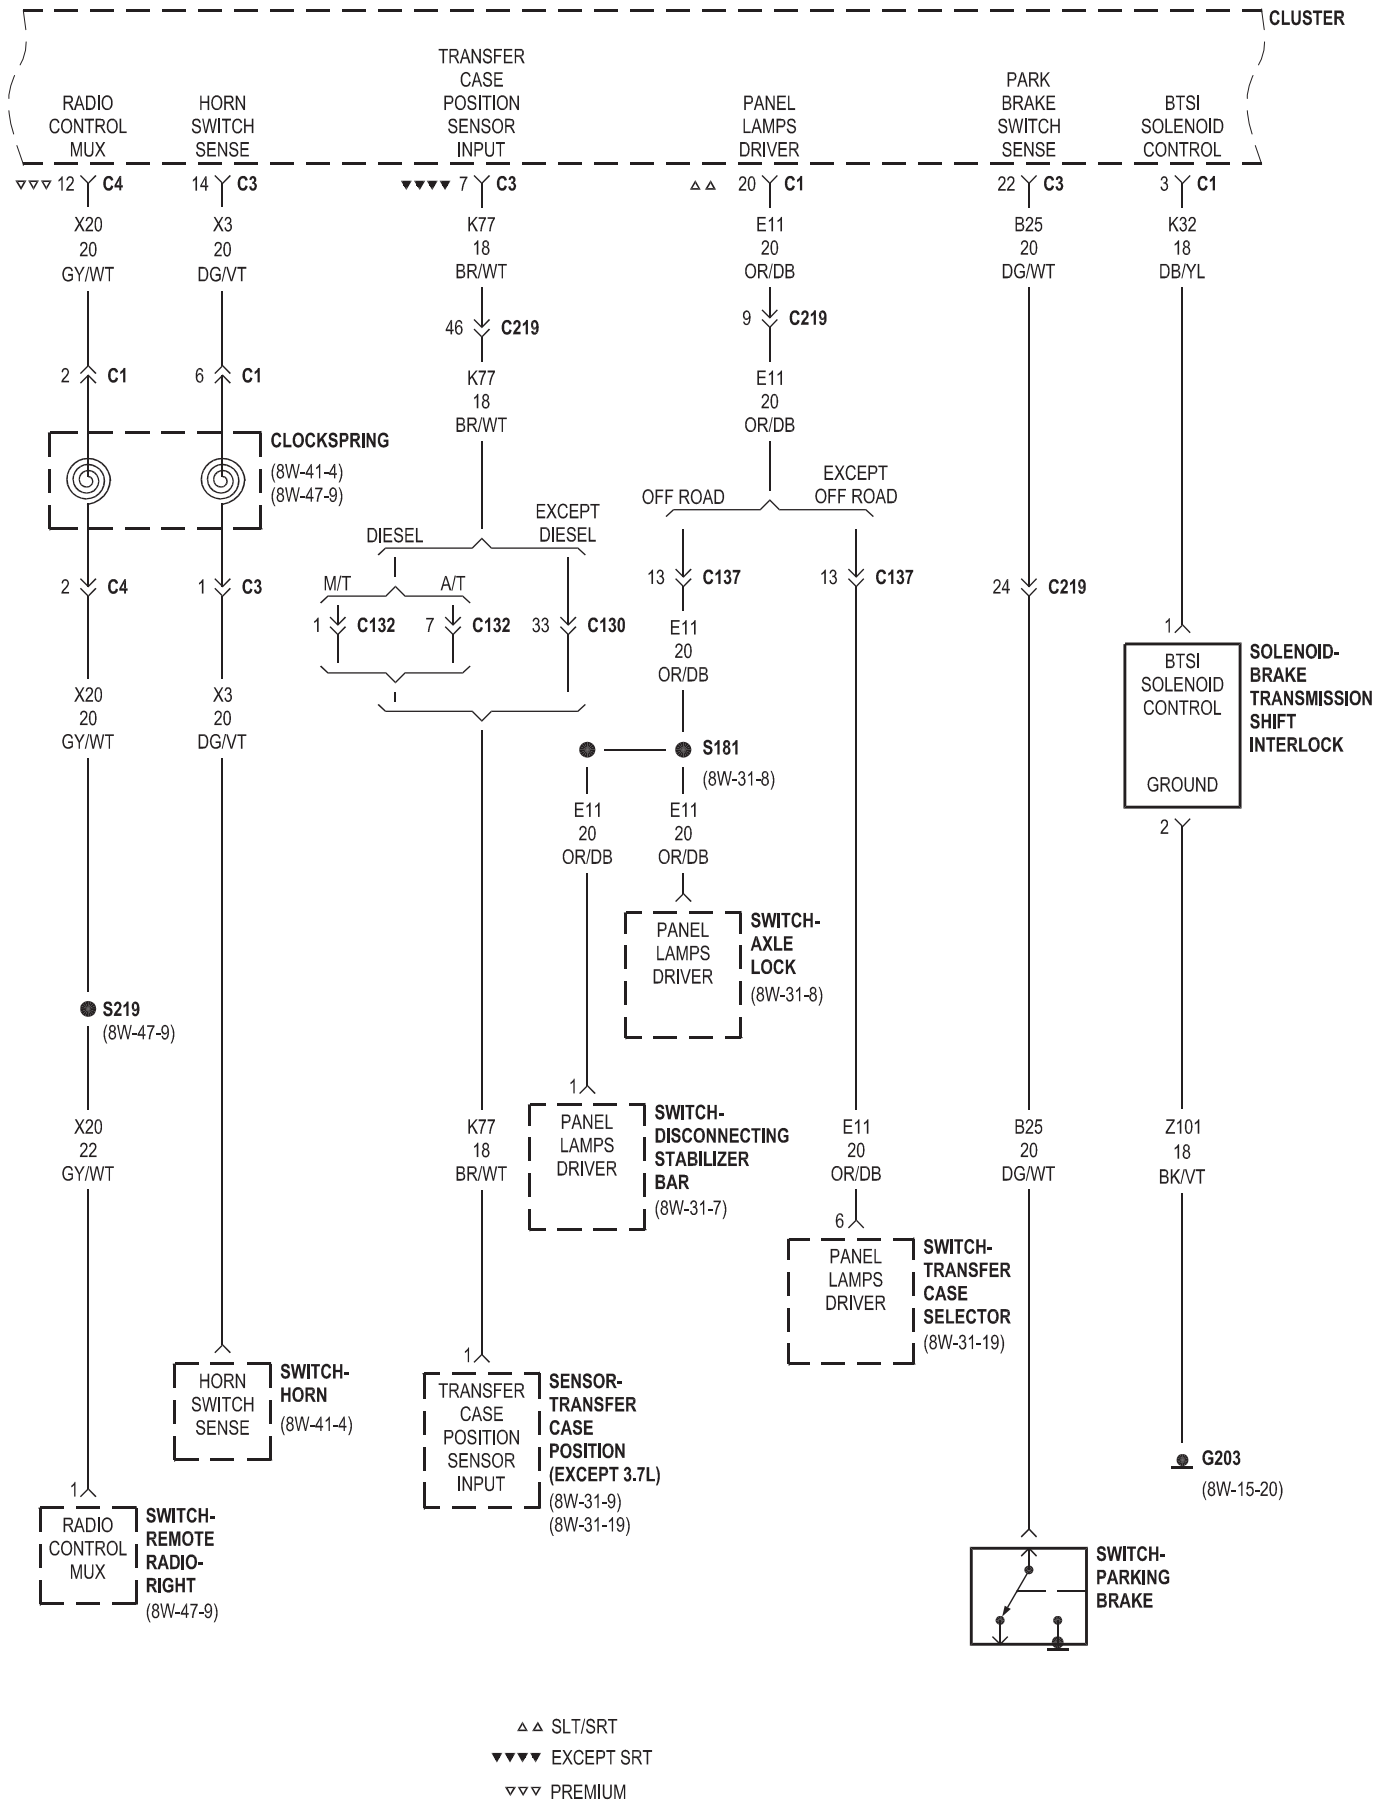 CLUSTER
RADIO
CONTROL
MUX
HORN
SWITCH
SENSE
TRANSFER
CASE
POSITION
SENSOR
INPUT
PANEL
LAMPS
DRIVER
PARK
BRAKE
SWITCH
SENSE
BTSI
SOLENOID
CONTROL
12 C4
14 C3
7 C3
20 C1
22 C3
3 C1
X20
20
GY/WT
X3
20
DG/VT
K77
18
BR/WT
E11
20
OR/DB
B25
20
DG/WT
K32
18
DB/YL
46 C219
9 C219
2 C1
6 C1
K77
18
BR/WT
E11
20
OR/DB
CLOCKSPRING
(8W-41-4)
(8W-47-9)
DIESEL
EXCEPT
DIESEL
OFF ROAD
EXCEPT
OFF ROAD
2 C4
1 C3
M/T
A/T
13 C137
13 C137
24 C219
1 C132
7 C132
33 C130
E11
20
OR/DB
1
BTSI
SOLENOID
CONTROL
GROUND
SOLENOID-
BRAKE
TRANSMISSION
SHIFT
INTERLOCK
2
X20
20
GY/WT
X3
20
DG/VT
S181
(8W-31-8)
E11
20
OR/DB
E11
20
OR/DB
PANEL
LAMPS
DRIVER
SWITCH-
AXLE
LOCK
(8W-31-8)
S219
(8W-47-9)
X20
22
GY/WT
K77
18
BR/WT
1
PANEL
LAMPS
DRIVER
SWITCH-
DISCONNECTING
STABILIZER
BAR
(8W-31-7)
E11
20
OR/DB
B25
20
DG/WT
Z101
18
BK/VT
6
PANEL
LAMPS
DRIVER
SWITCH-
TRANSFER
CASE
SELECTOR
(8W-31-19)
HORN
SWITCH
SENSE
SWITCH-
HORN
(8W-41-4)
1
TRANSFER
CASE
POSITION
SENSOR
INPUT
SENSOR-
TRANSFER
CASE
POSITION
(EXCEPT 3.7L)
(8W-31-9)
(8W-31-19)
G203
(8W-15-20)
1
RADIO
CONTROL
MUX
SWITCH-
REMOTE
RADIO-
RIGHT
(8W-47-9)
SWITCH-
PARKING
BRAKE
SLT/SRT
EXCEPT SRT
PREMIUM